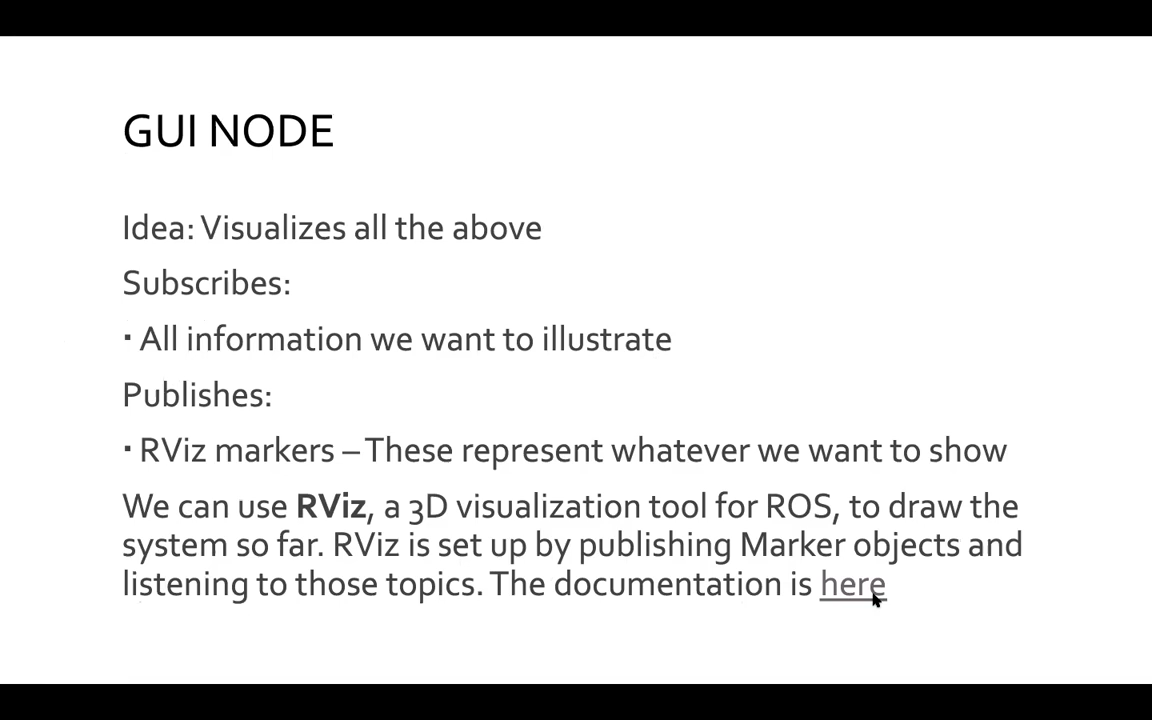 GUI NODE
Idea: Visualizes all the above
Subscribes:
▪ All information we want to illustrate
Publishes:
▪ RViz markers – These represent whatever we want to show
We can use RViz, a 3D visualization tool for ROS, to draw the
system so far. RViz is set up by publishing Marker objects and
listening to those topics. The documentation is here